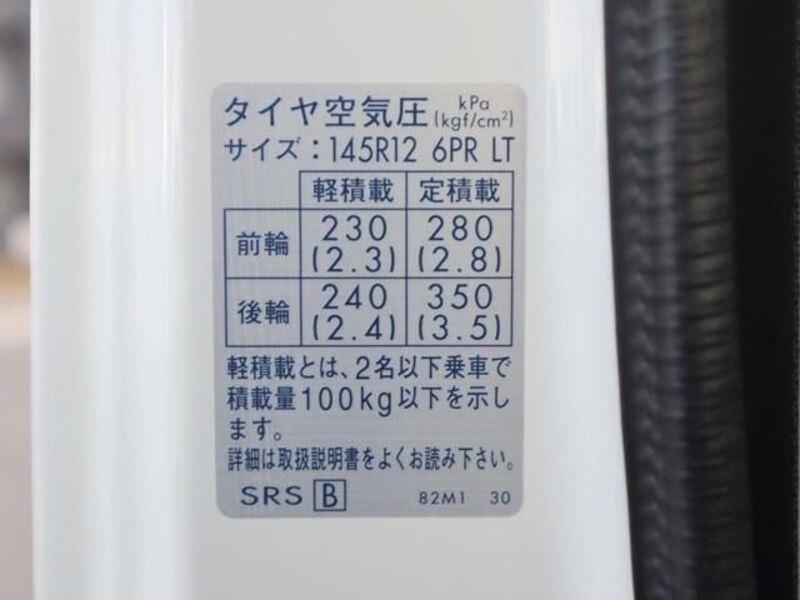 タイヤ空気圧 kPa (kgf/cm²)
サイズ：145R12 6PR LT
軽積載 定積載
前輪 230 (2.3) 280 (2.8)
後輪 240 (2.4) 350 (3.5)
軽積載とは、2名以下乗車で
積載量100kg以下を示し
ます。
詳細は取扱説明書をよくお読み下さい。
SRS B 82M1 30